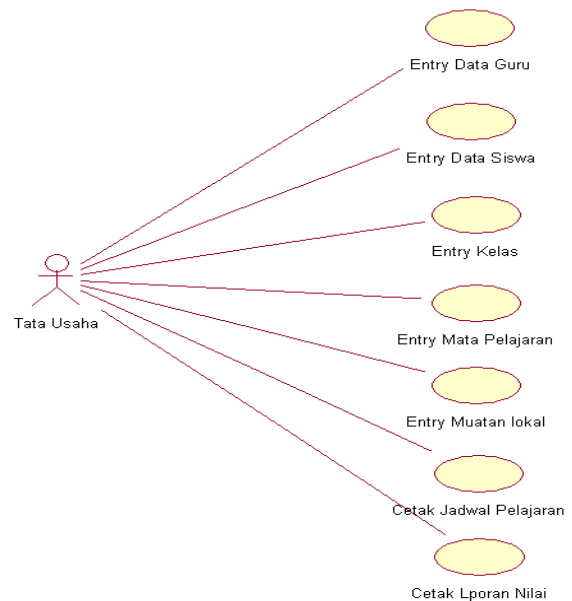 Entry Data Guru
Entry Data Siswa
Entry Kelas
Tata Usaha
Entry Mata Pelajaran
Entry Muatan lokal
Cetak Jadwal Pelajaran
Cetak Lporan Nilai